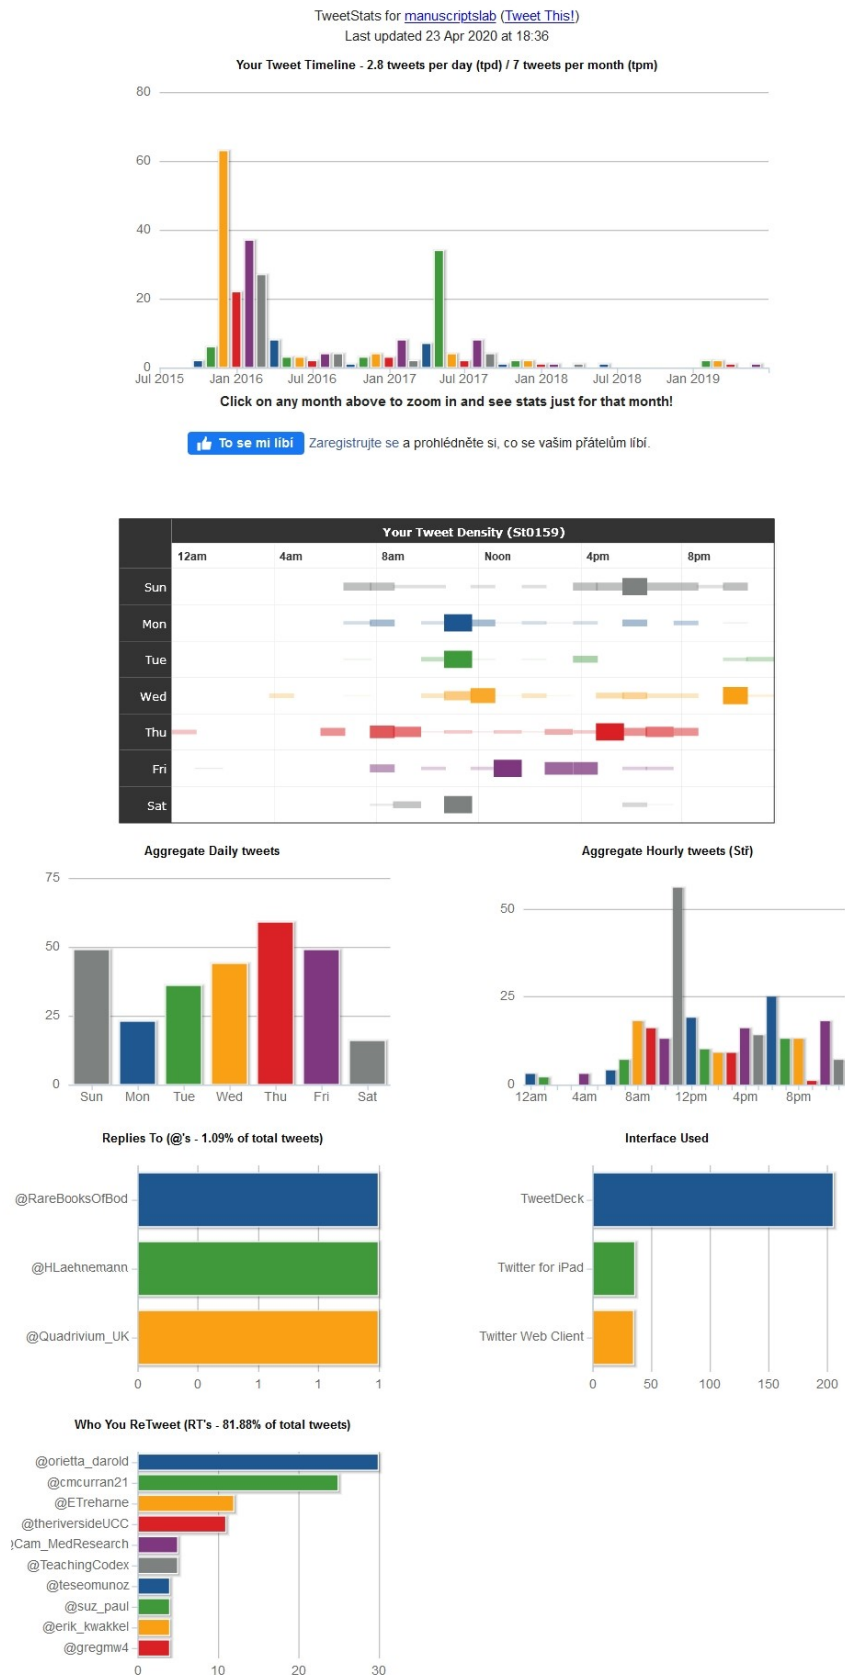 TweetStats for manuscriptslab (Tweet This!)
Last updated 23 Apr 2020 at 18:36
Your Tweet Timeline - 2.8 tweets per day (tpd) / 7 tweets per month (tpm)
80
60
40
20
0
Jul 2015 Jan 2016 Jul 2016 Jan 2017 Jul 2017 Jan 2018 Jul 2018 Jan 2019
Click on any month above to zoom in and see stats just for that month!
To se mi líbí Zaregistrujte se a prohlédněte si, co se vašim přátelům líbí.
Your Tweet Density (St0159)
12am 4am 8am Noon 4pm 8pm
Sun
Mon
Tue
Wed
Thu
Fri
Sat
Aggregate Daily tweets
75
50
25
0
Sun Mon Tue Wed Thu Fri Sat
Aggregate Hourly tweets (Stř)
50
25
0
12am 4am 8am 12pm 4pm 8pm
Replies To (@'s - 1.09% of total tweets)
@RareBooksOfBod
@HLaehnemann
@Quadrivium_UK
0 0 1 1 1
Interface Used
TweetDeck
Twitter for iPad
Twitter Web Client
0 50 100 150 200
Who You ReTweet (RT's - 81.88% of total tweets)
@orietta_darold
@cmcurran21
@ETreharne
@theriversideUCC
@Cam_MedResearch
@TeachingCodex
@teseomunoz
@suz_paul
@erik_kwakkel
@gregmw4
0 10 20 30